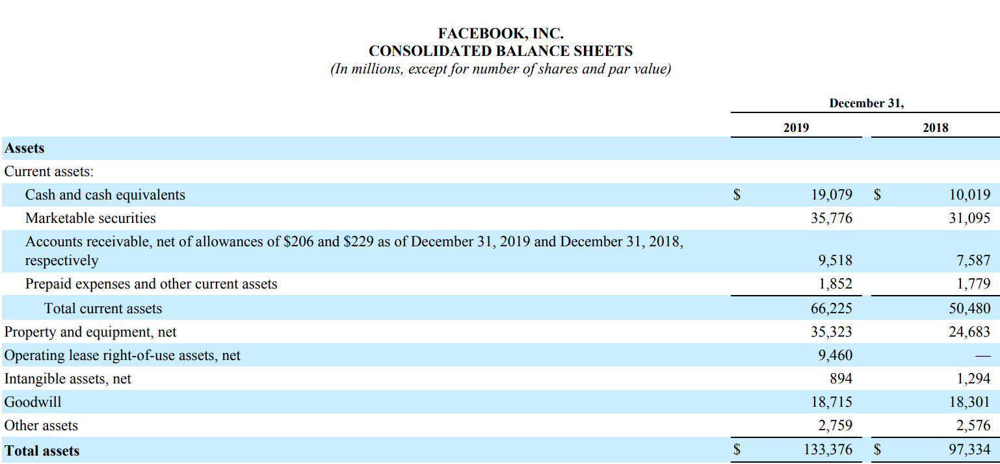 FACEBOOK, INC.
CONSOLIDATED BALANCE SHEETS
(In millions, except for number of shares and par value)
December 31,
2019 2018
Assets
Current assets:
Cash and cash equivalents $ 19,079 $ 10,019
Marketable securities 35,776 31,095
Accounts receivable, net of allowances of $206 and $229 as of December 31, 2019 and December 31, 2018,
respectively 9,518 7,587
Prepaid expenses and other current assets 1,852 1,779
Total current assets 66,225 50,480
Property and equipment, net 35,323 24,683
Operating lease right-of-use assets, net 9,460 —
Intangible assets, net 894 1,294
Goodwill 18,715 18,301
Other assets 2,759 2,576
Total assets $ 133,376 $ 97,334